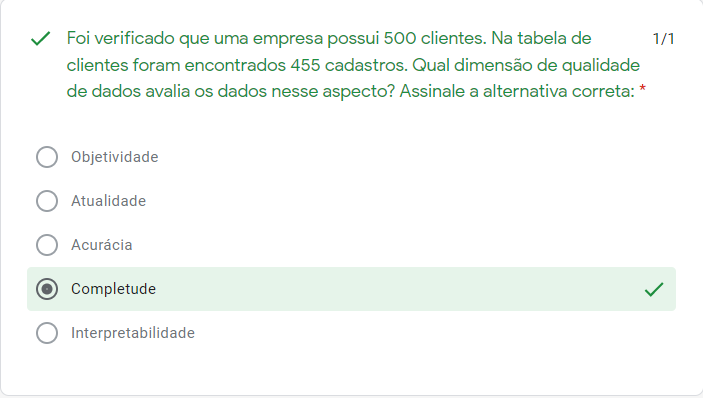 Foi verificado que uma empresa possui 500 clientes. Na tabela de 1/1
clientes foram encontrados 455 cadastros. Qual dimensão de qualidade
de dados avalia os dados nesse aspecto? Assinale a alternativa correta: *
Objetividade
Atualidade
Acurácia
Completude
Interpretabilidade